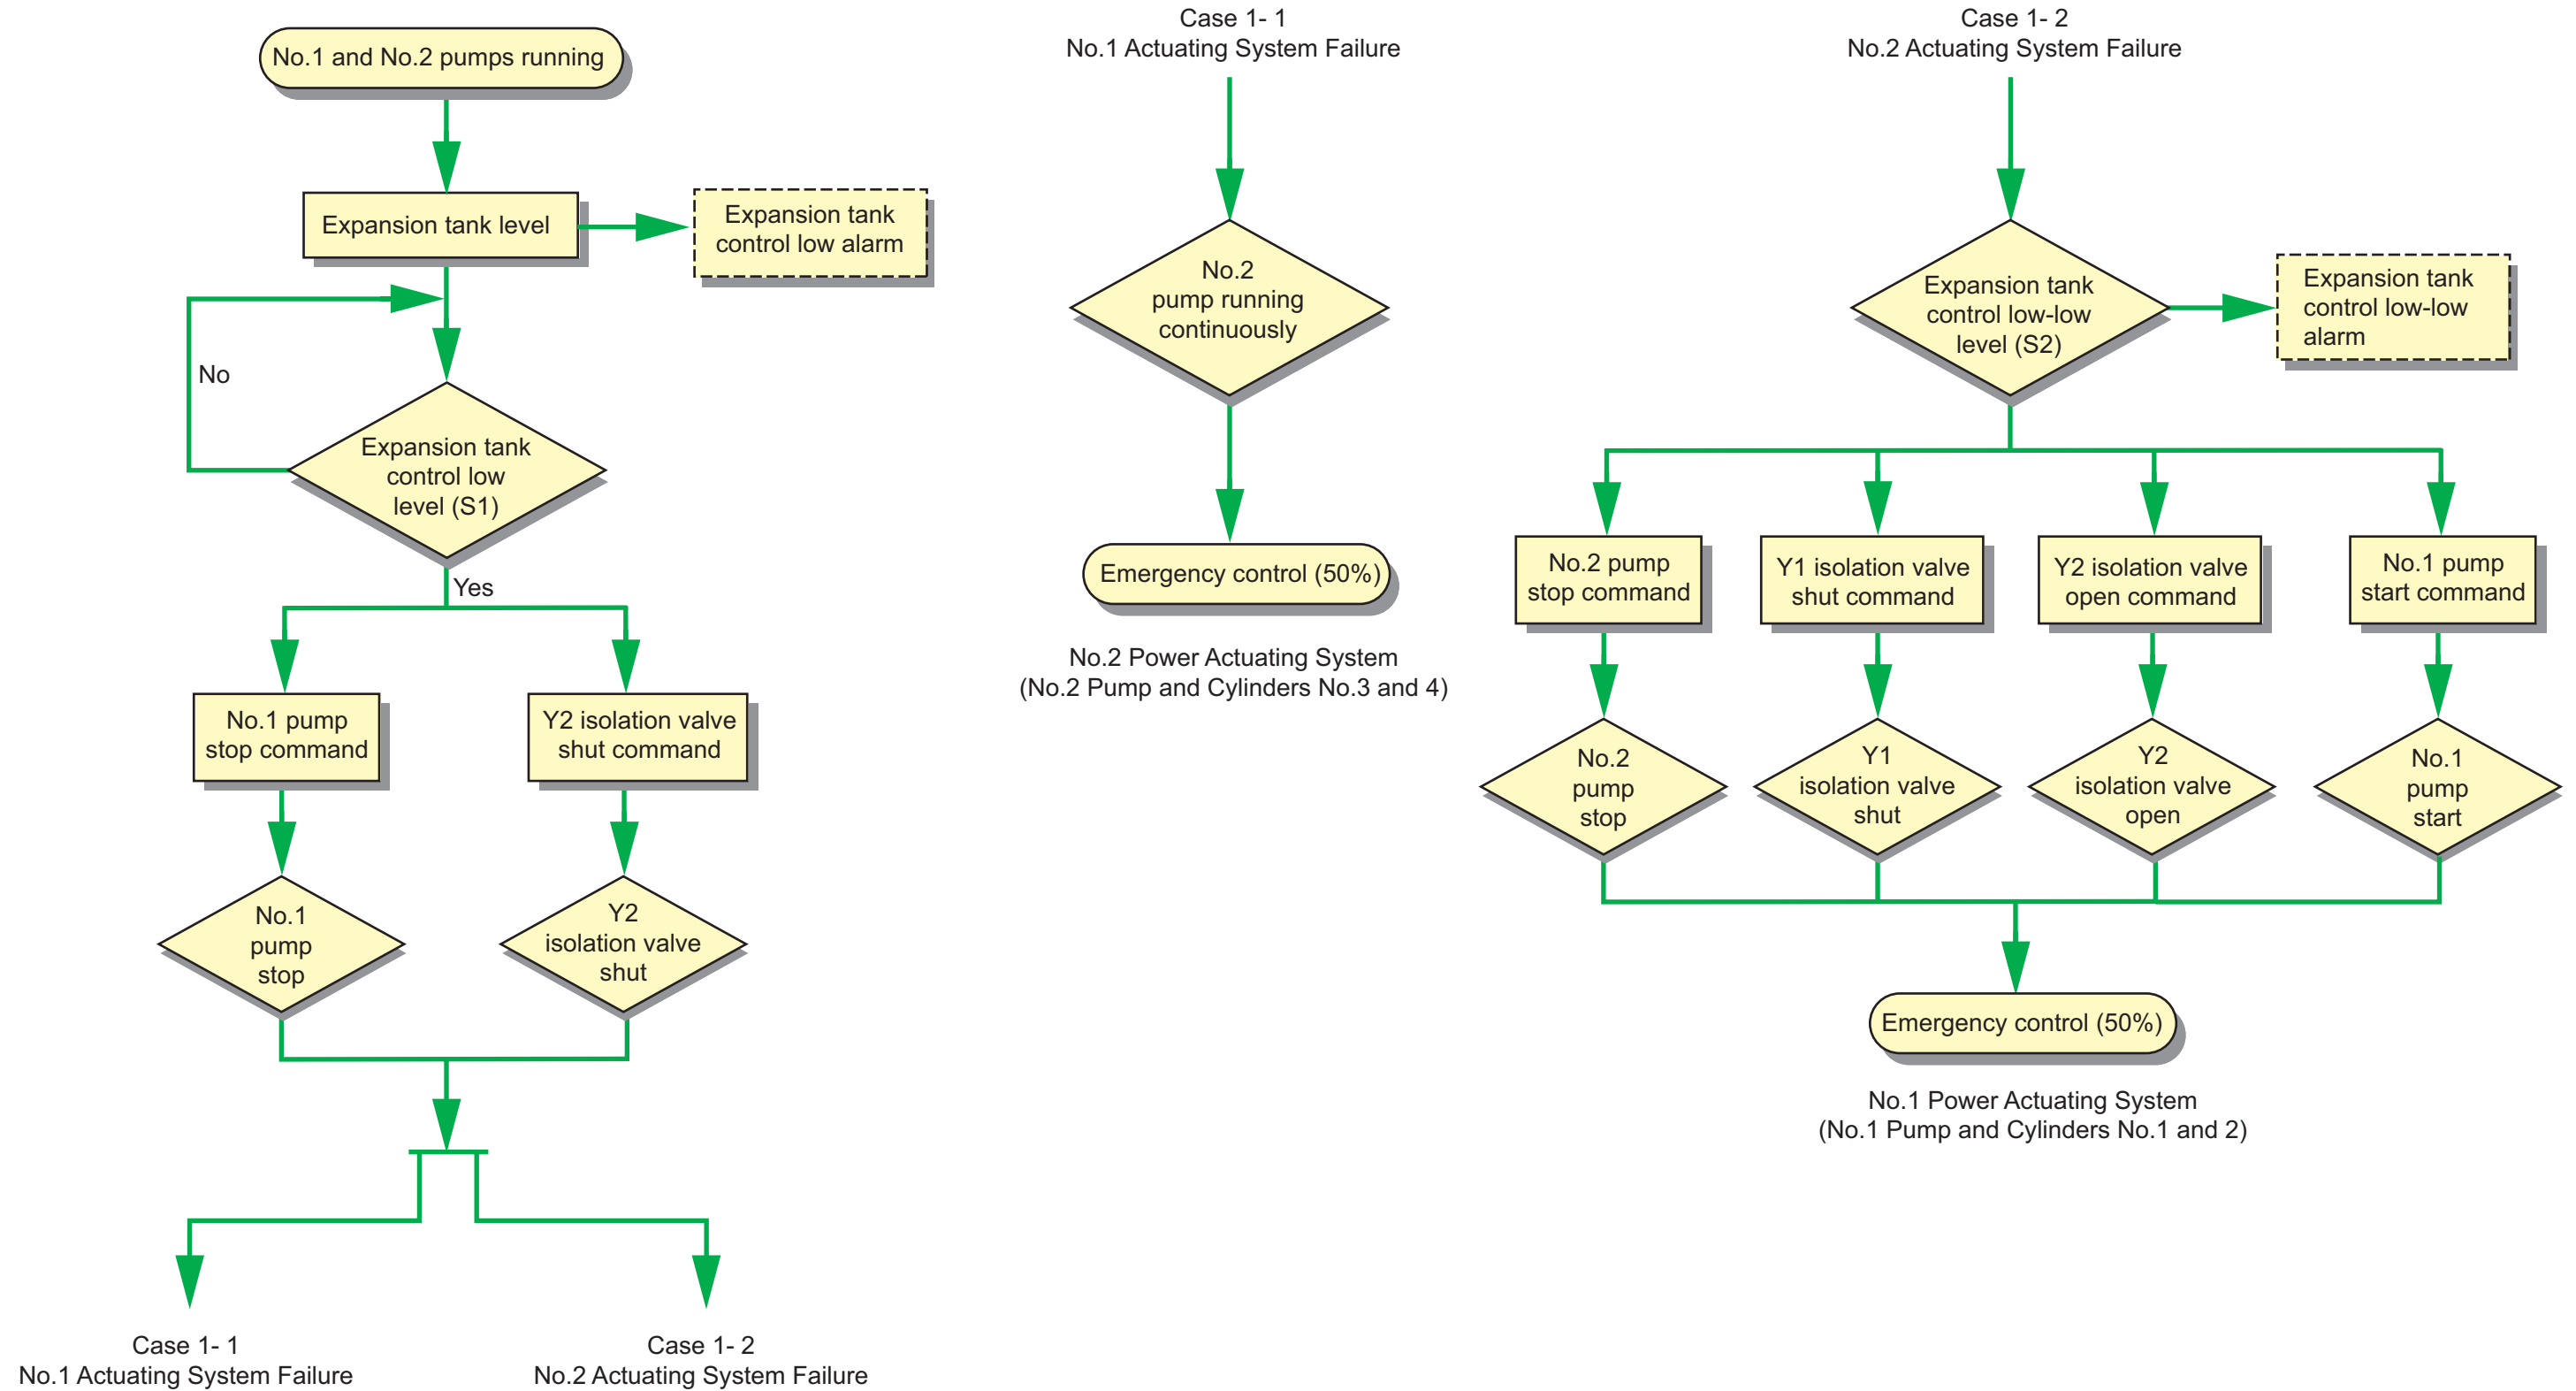 No.1 and No.2 pumps running
Expansion tank level
Expansion tank
control low alarm
No
Expansion tank
control low
level (S1)
Yes
No.1 pump
stop command
Y2 isolation valve
shut command
No.1
pump
stop
Y2
isolation valve
shut
Case 1- 1
No.1 Actuating System Failure
Case 1- 2
No.2 Actuating System Failure
Case 1- 1
No.1 Actuating System Failure
No.2
pump running
continuously
Emergency control (50%)
No.2 Power Actuating System
(No.2 Pump and Cylinders No.3 and 4)
Case 1- 2
No.2 Actuating System Failure
Expansion tank
control low-low
level (S2)
Expansion tank
control low-low
alarm
No.2 pump
stop command
Y1 isolation valve
shut command
Y2 isolation valve
open command
No.1 pump
start command
No.2
pump
stop
Y1
isolation valve
shut
Y2
isolation valve
open
No.1
pump
start
Emergency control (50%)
No.1 Power Actuating System
(No.1 Pump and Cylinders No.1 and 2)